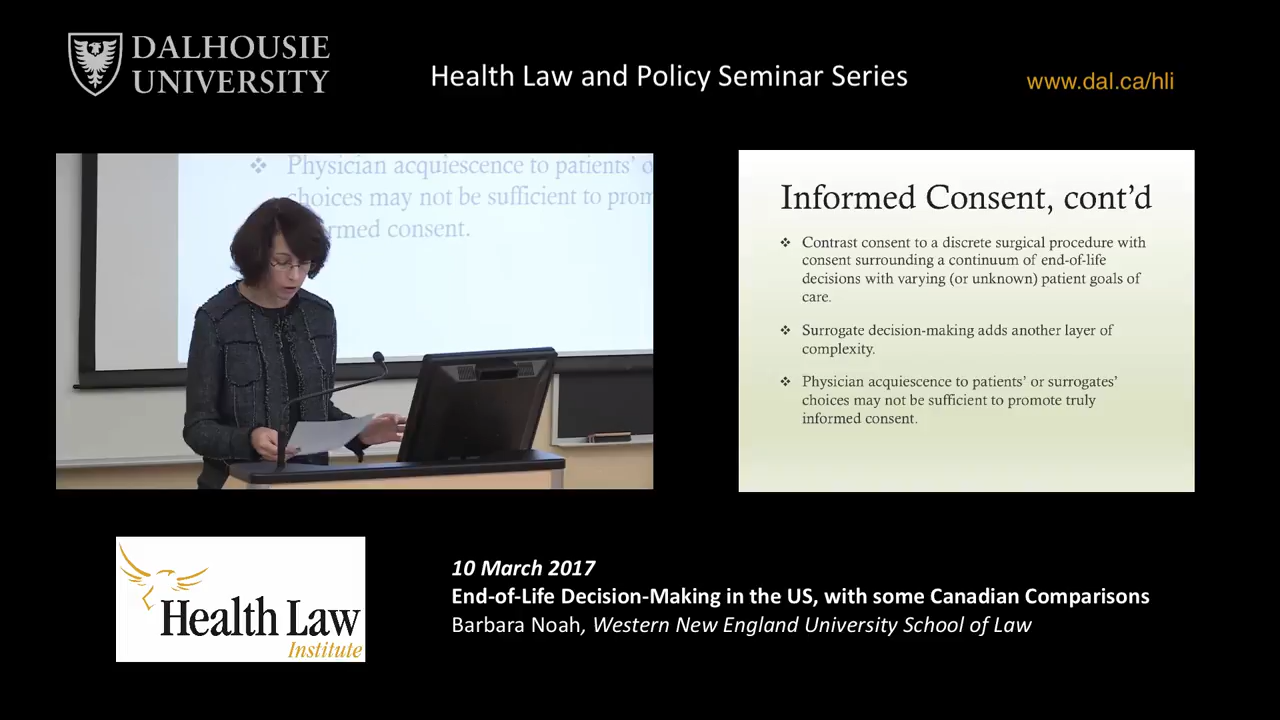 DALHOUSIE
UNIVERSITY
Health Law and Policy Seminar Series
www.dal.ca/hli
❖ Physician acquiescence to patients' o
choices may not be sufficient to prom
rmed consent.
Informed Consent, cont'd
❖ Contrast consent to a discrete surgical procedure with
consent surrounding a continuum of end-of-life
decisions with varying (or unknown) patient goals of
care.
❖ Surrogate decision-making adds another layer of
complexity.
❖ Physician acquiescence to patients' or surrogates'
choices may not be sufficient to promote truly
informed consent.
Health Law
Institute
10 March 2017
End-of-Life Decision-Making in the US, with some Canadian Comparisons
Barbara Noah, Western New England University School of Law